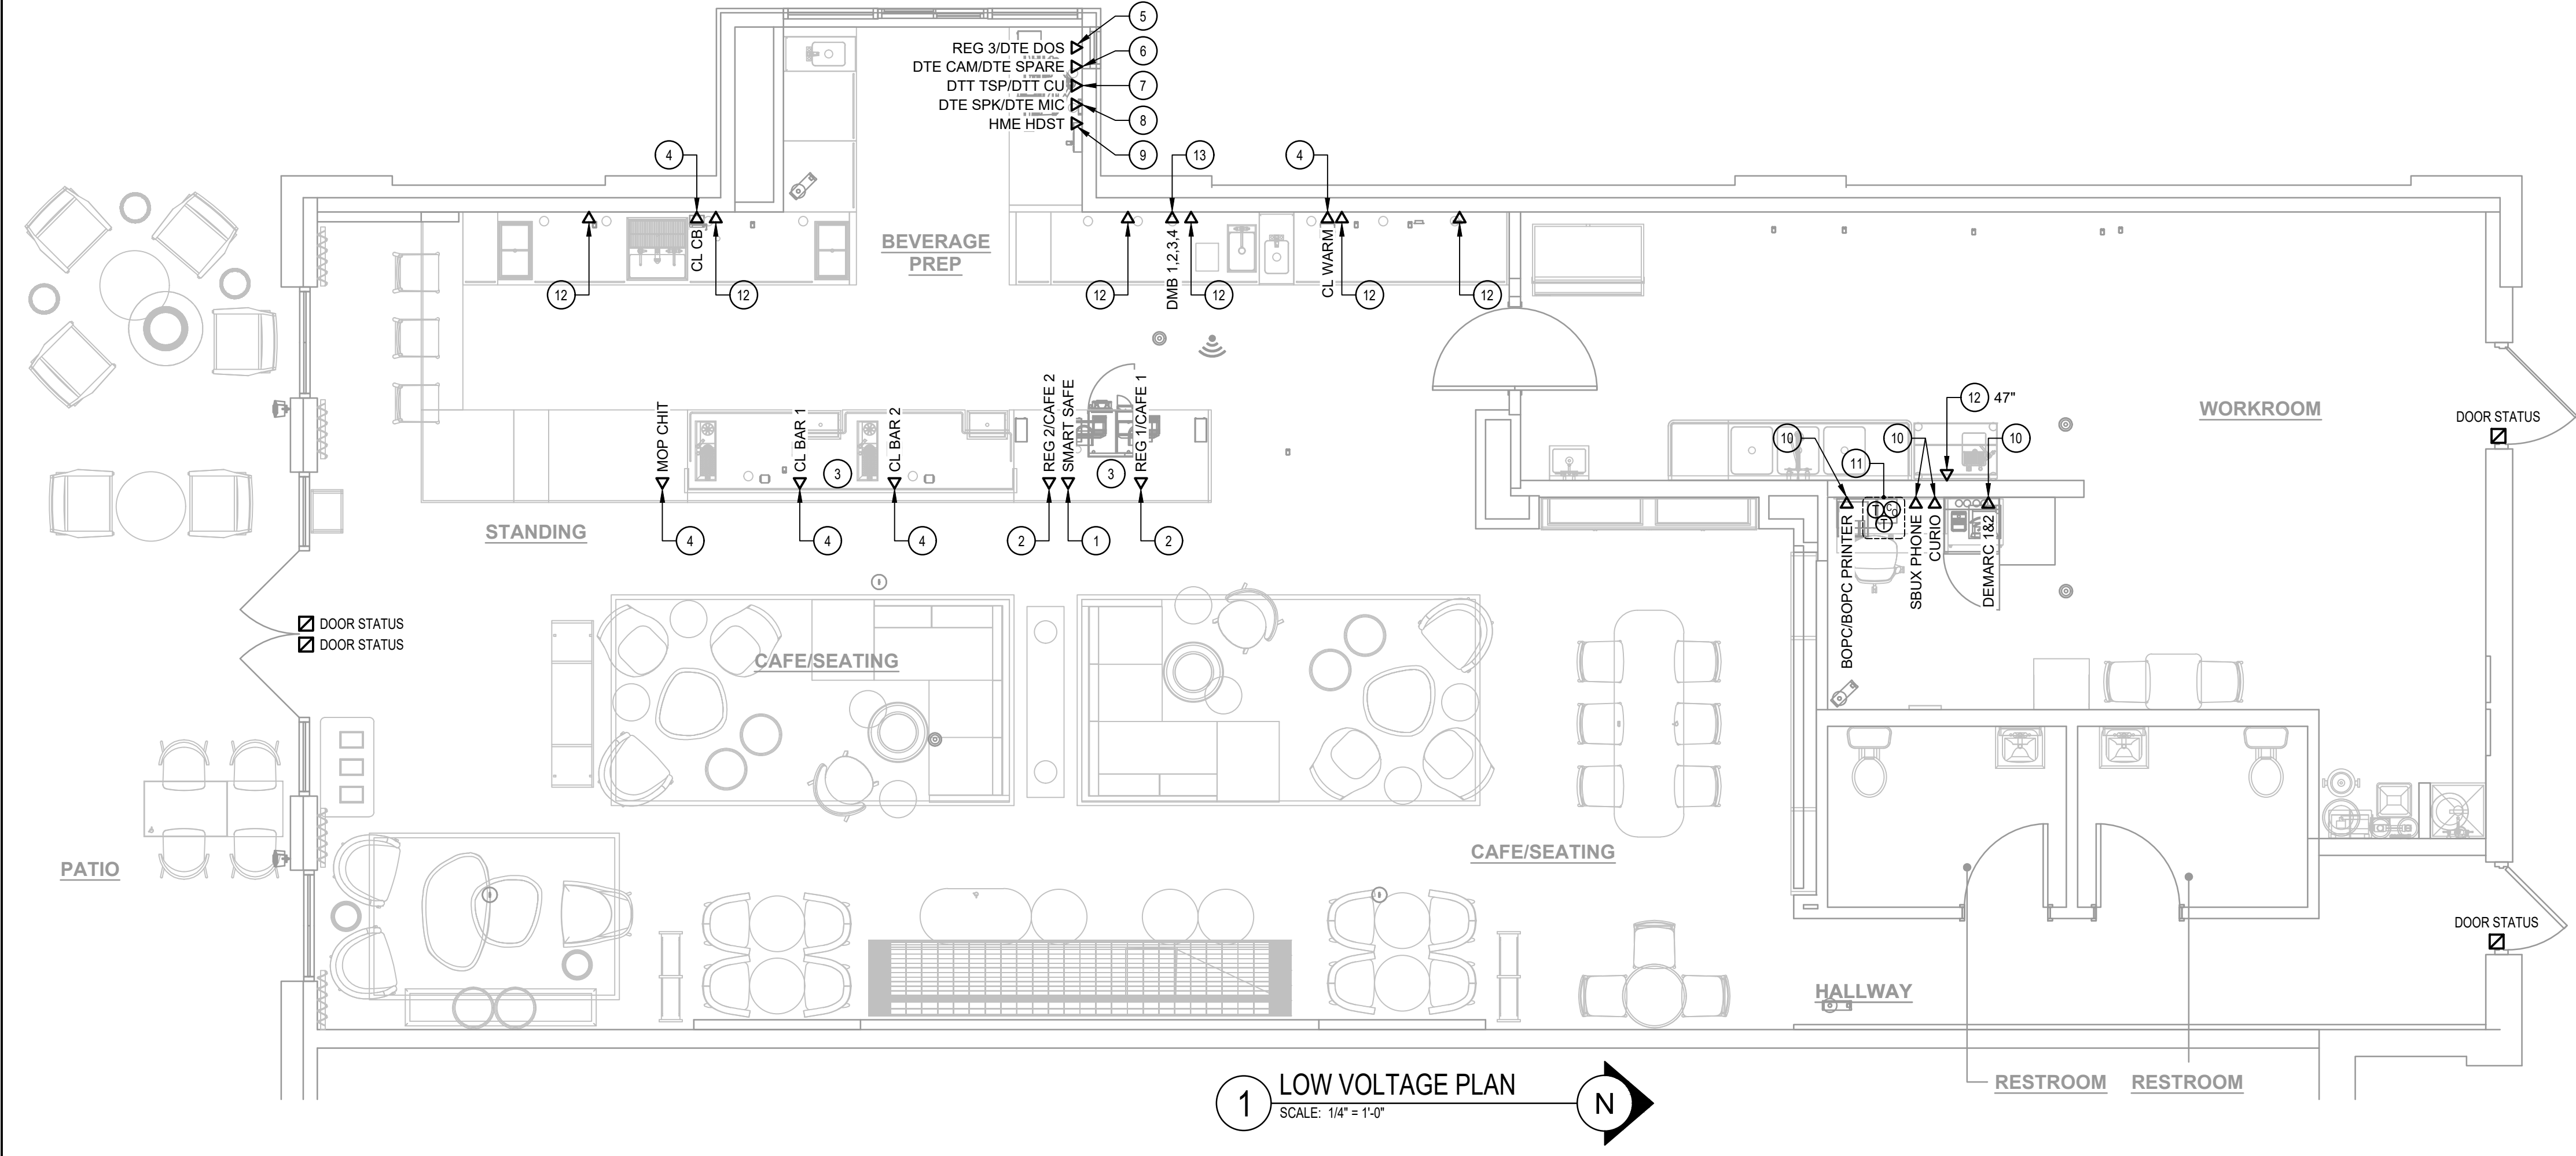 5
REG 3/DTE DOS
6
DTE CAM/DTE SPARE
7
DTT TSP/DTT CU
8
DTE SPK/DTE MIC
9
HME HDST
4
13
4
CL CB
BEVERAGE
PREP
DMB 1,2,3,4
CL WARM
12
12
12
12
12
12
MOP CHIT
CL BAR 1
3
CL BAR 2
REG 2/CAFE 2
SMART SAFE
3
REG 1/CAFE 1
4
4
4
2
1
2
STANDING
12 47"
WORKROOM
DOOR STATUS
10
11
10
10
T
C
O
T
BOPC/BOPC PRINTER
SBUX PHONE
CURIO
DEMARC 1&2
DOOR STATUS
DOOR STATUS
CAFE/SEATING
CAFE/SEATING
PATIO
DOOR STATUS
HALLWAY
RESTROOM
RESTROOM
1
LOW VOLTAGE PLAN
SCALE: 1/4" = 1'-0"
N